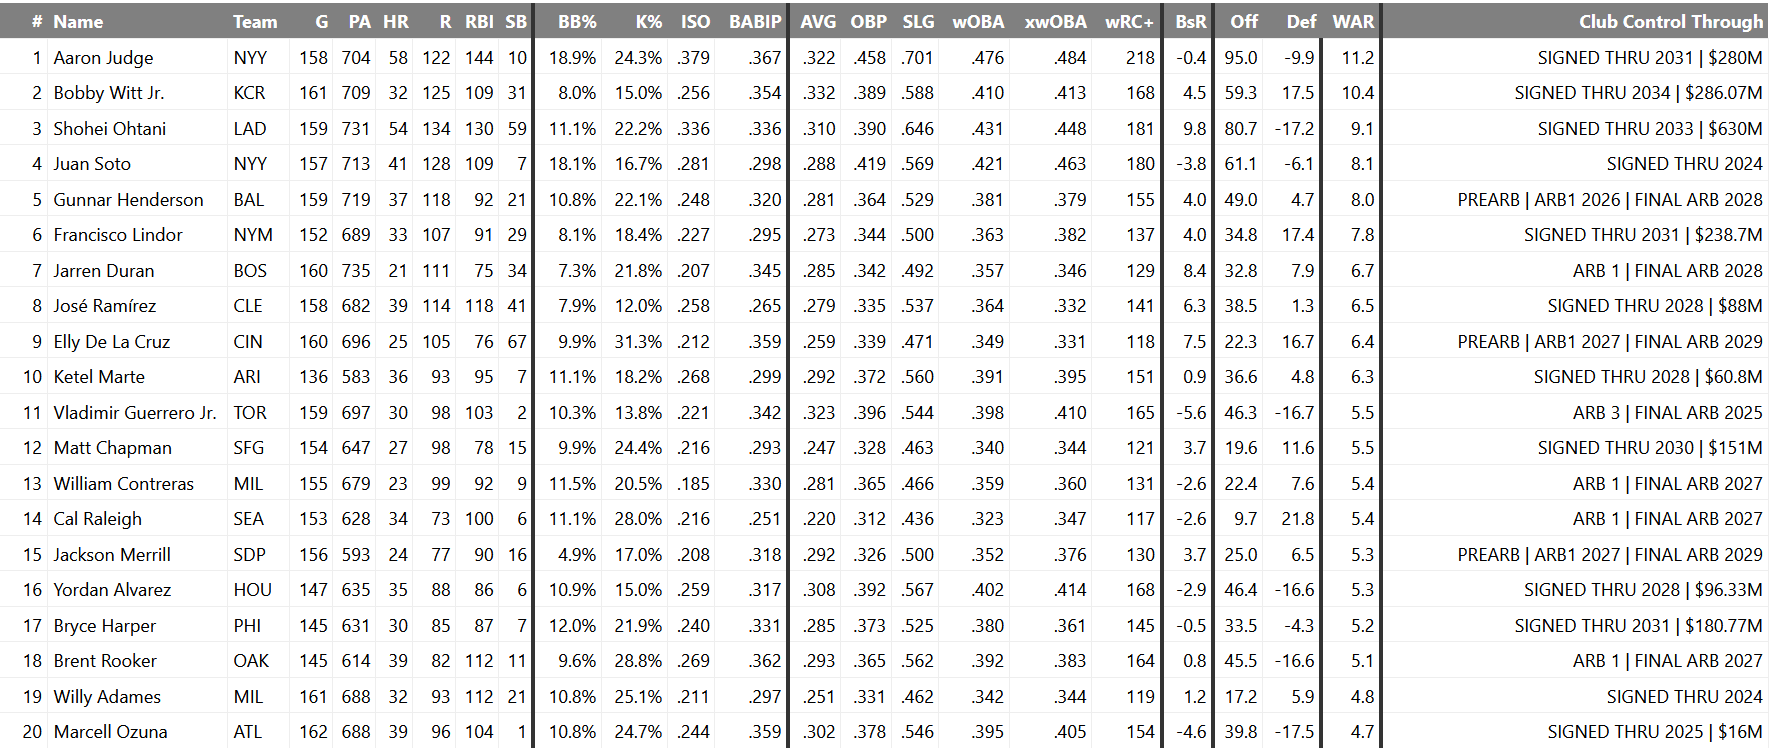 # Name Team G PA HR R RBI SB BB% K% ISO BABIP AVG OBP SLG wOBA xwOBA wRC+ BsR Off Def WAR Club Control Through
1 Aaron Judge NYY 158 704 58 122 144 10 18.9% 24.3% .379 .367 .322 .458 .701 .476 .484 218 -0.4 95.0 -9.9 11.2 SIGNED THRU 2031 | $280M
2 Bobby Witt Jr. KCR 161 709 32 125 109 31 8.0% 15.0% .256 .354 .332 .389 .588 .410 .413 168 4.5 59.3 17.5 10.4 SIGNED THRU 2034 | $286.07M
3 Shohei Ohtani LAD 159 731 54 134 130 59 11.1% 22.2% .336 .336 .310 .390 .646 .431 .448 181 9.8 80.7 -17.2 9.1 SIGNED THRU 2033 | $630M
4 Juan Soto NYY 157 713 41 128 109 7 18.1% 16.7% .281 .298 .288 .419 .569 .421 .463 180 -3.8 61.1 -6.1 8.1 SIGNED THRU 2024
5 Gunnar Henderson BAL 159 719 37 118 92 21 10.8% 22.1% .248 .320 .281 .364 .529 .381 .379 155 4.0 49.0 4.7 8.0 PREARB | ARB1 2026 | FINAL ARB 2028
6 Francisco Lindor NYM 152 689 33 107 91 29 8.1% 18.4% .227 .295 .273 .344 .500 .363 .382 137 4.0 34.8 17.4 7.8 SIGNED THRU 2031 | $238.7M
7 Jarren Duran BOS 160 735 21 111 75 34 7.3% 21.8% .207 .345 .285 .342 .492 .357 .346 129 8.4 32.8 7.9 6.7 ARB 1 | FINAL ARB 2028
8 José Ramírez CLE 158 682 39 114 118 41 7.9% 12.0% .258 .265 .279 .335 .537 .364 .332 141 6.3 38.5 1.3 6.5 SIGNED THRU 2028 | $88M
9 Elly De La Cruz CIN 160 696 25 105 76 67 9.9% 31.3% .212 .359 .259 .339 .471 .349 .331 118 7.5 22.3 16.7 6.4 PREARB | ARB1 2027 | FINAL ARB 2029
10 Ketel Marte ARI 136 583 36 93 95 7 11.1% 18.2% .268 .299 .292 .372 .560 .391 .395 151 0.9 36.6 4.8 6.3 SIGNED THRU 2028 | $60.8M
11 Vladimir Guerrero Jr. TOR 159 697 30 98 103 2 10.3% 13.8% .221 .342 .323 .396 .544 .398 .410 165 -5.6 46.3 -16.7 5.5 ARB 3 | FINAL ARB 2025
12 Matt Chapman SFG 154 647 27 98 78 15 9.9% 24.4% .216 .293 .247 .328 .463 .340 .344 121 3.7 19.6 11.6 5.5 SIGNED THRU 2030 | $151M
13 William Contreras MIL 155 679 23 99 92 9 11.5% 20.5% .185 .330 .281 .365 .466 .359 .360 131 -2.6 22.4 7.6 5.4 ARB 1 | FINAL ARB 2027
14 Cal Raleigh SEA 153 628 34 73 100 6 11.1% 28.0% .216 .251 .220 .312 .436 .323 .347 117 -2.6 9.7 21.8 5.4 ARB 1 | FINAL ARB 2027
15 Jackson Merrill SDP 156 593 24 77 90 16 4.9% 17.0% .208 .318 .292 .326 .500 .352 .376 130 3.7 25.0 6.5 5.3 PREARB | ARB1 2027 | FINAL ARB 2029
16 Yordan Alvarez HOU 147 635 35 88 86 6 10.9% 15.0% .259 .317 .308 .392 .567 .402 .414 168 -2.9 46.4 -16.6 5.3 SIGNED THRU 2028 | $96.33M
17 Bryce Harper PHI 145 631 30 85 87 7 12.0% 21.9% .240 .331 .285 .373 .525 .380 .361 145 -0.5 33.5 -4.3 5.2 SIGNED THRU 2031 | $180.77M
18 Brent Rooker OAK 145 614 39 82 112 11 9.6% 28.8% .269 .362 .293 .365 .562 .392 .383 164 0.8 45.5 -16.6 5.1 ARB 1 | FINAL ARB 2027
19 Willy Adames MIL 161 688 32 93 112 21 10.8% 25.1% .211 .297 .251 .331 .462 .342 .344 119 1.2 17.2 5.9 4.8 SIGNED THRU 2024
20 Marcell Ozuna ATL 162 688 39 96 104 1 10.8% 24.7% .244 .359 .302 .378 .546 .395 .405 154 -4.6 39.8 -17.5 4.7 SIGNED THRU 2025 | $16M